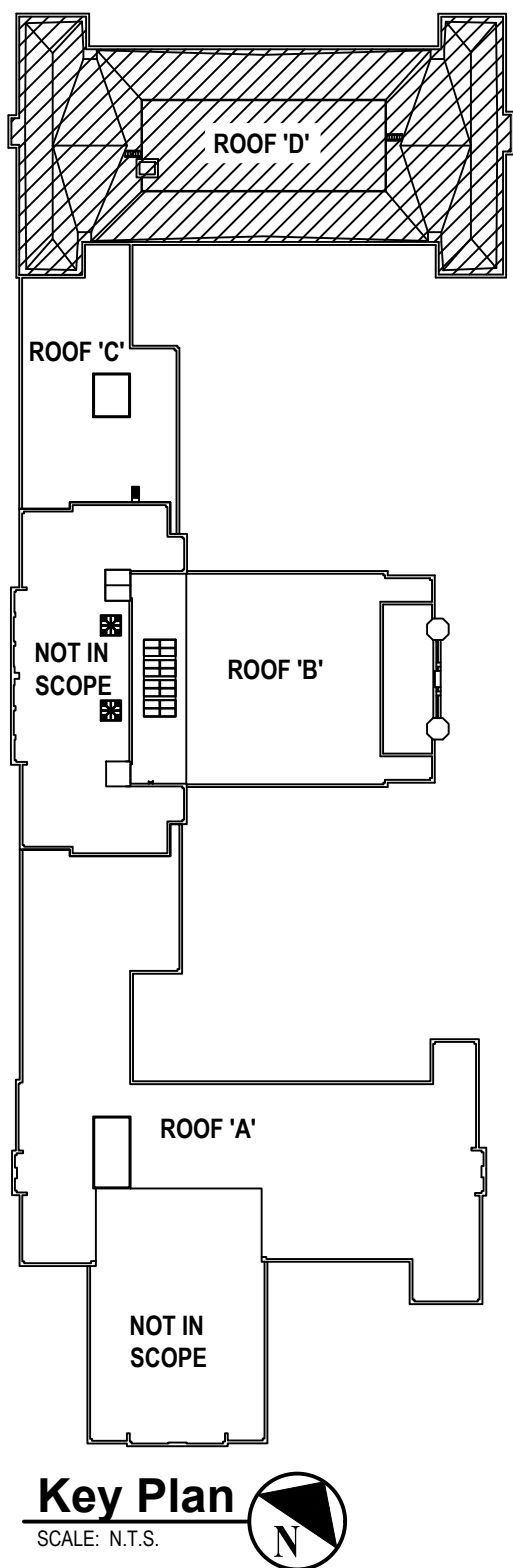 ROOF 'D'
ROOF 'C'
NOT IN
SCOPE
ROOF 'B'
ROOF 'A'
NOT IN
SCOPE
Key Plan
SCALE: N.T.S.
N